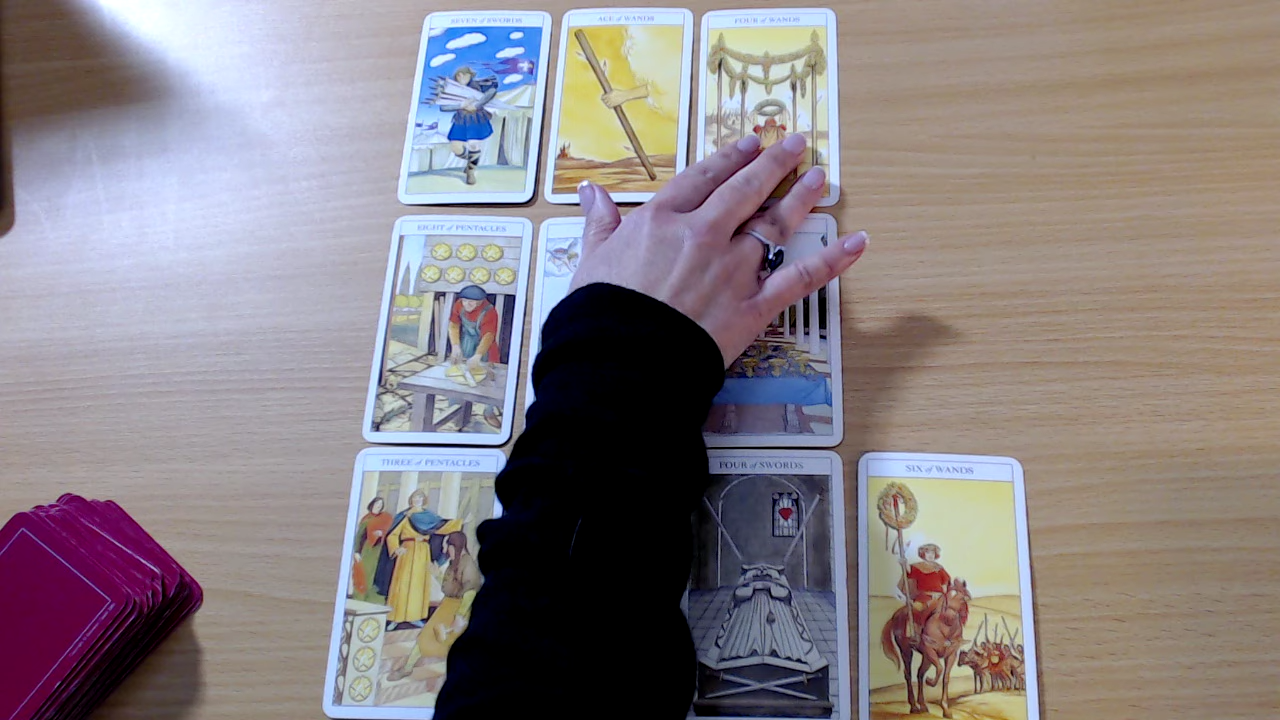 SEVEN of SWORDS
ACE of WANDS
FOUR of WANDS
EIGHT of PENTACLES
THREE of PENTACLES
FOUR of SWORDS
SIX of WANDS